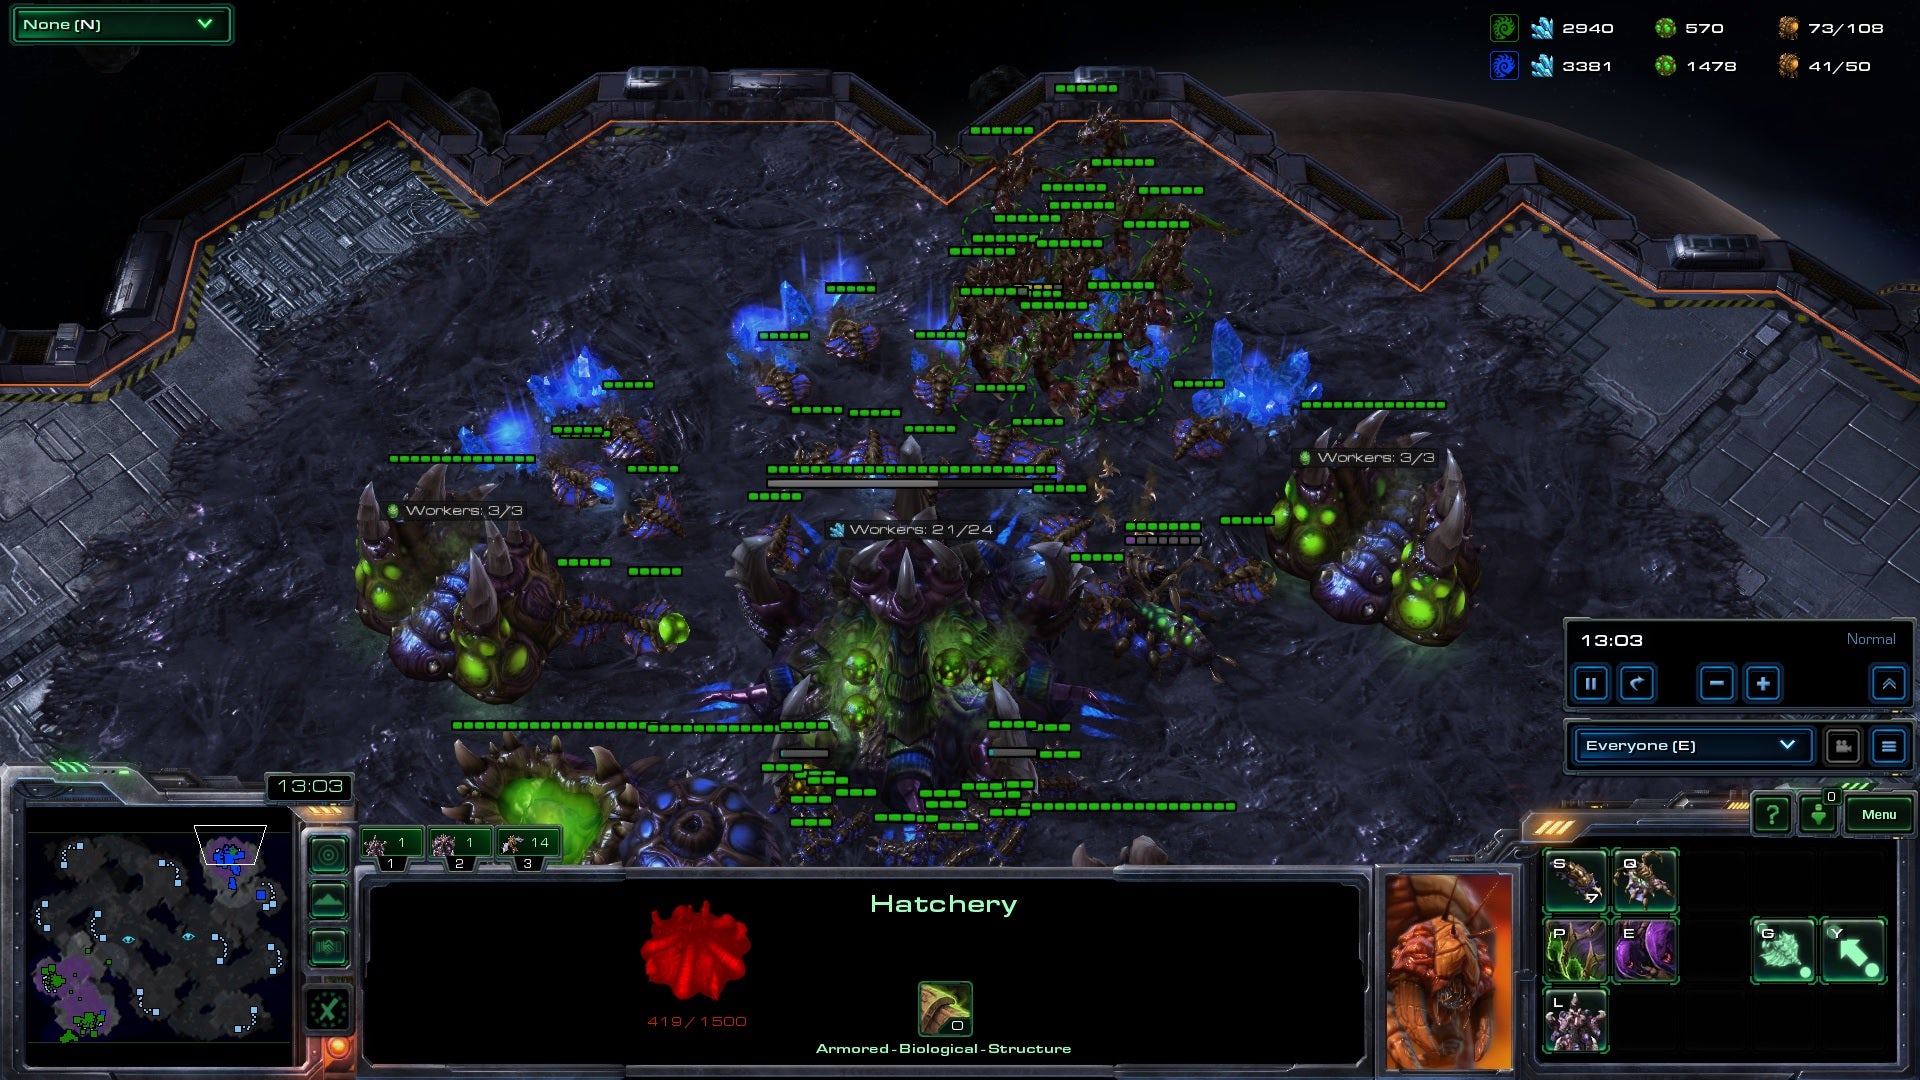 None (N)
2940 570 73/108
3381 1478 41/50
Workers: 3/3
Workers: 3/3
Workers: 21/24
13:03 Normal
Everyone (E)
13:03
0
? Menu
1 1 14
1 2 3
Hatchery
419/1500
0
Armored-Biological-Structure
S Q
7
P E G Y
L